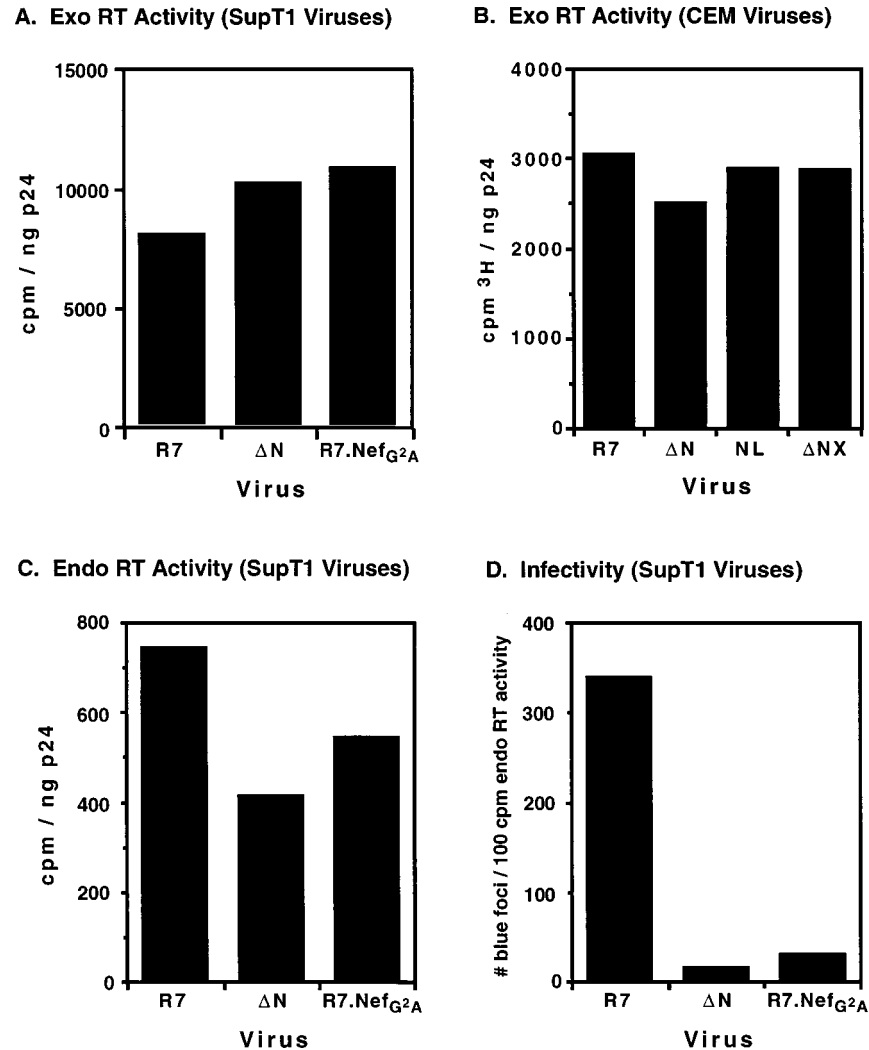 A. Exo RT Activity (SupT1 Viruses)
15000
10000
5000
0
cpm / ng p24
R7 ΔN R7.Nef_G²A
Virus
B. Exo RT Activity (CEM Viruses)
4000
3000
2000
1000
0
cpm ³H / ng p24
R7 ΔN NL ΔNX
Virus
C. Endo RT Activity (SupT1 Viruses)
800
600
400
200
0
cpm / ng p24
R7 ΔN R7.Nef_G²A
Virus
D. Infectivity (SupT1 Viruses)
400
300
200
100
0
# blue foci / 100 cpm endo RT activity
R7 ΔN R7.Nef_G²A
Virus